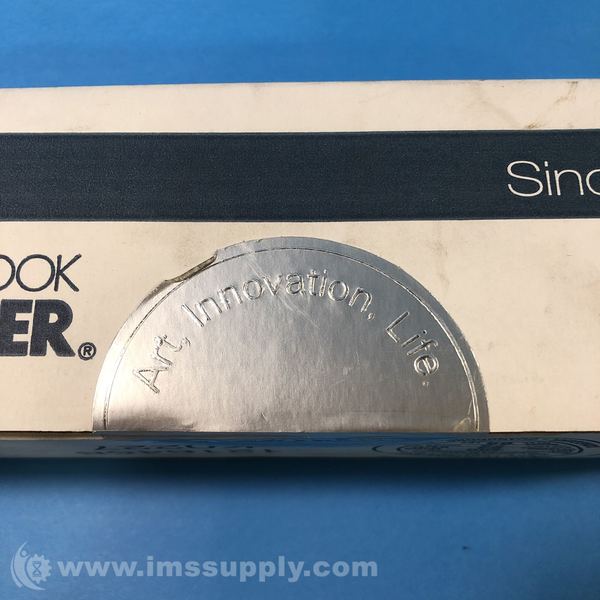 Sinc
OOK
ER®
Art, Innovation, Life.
www.imssupply.com